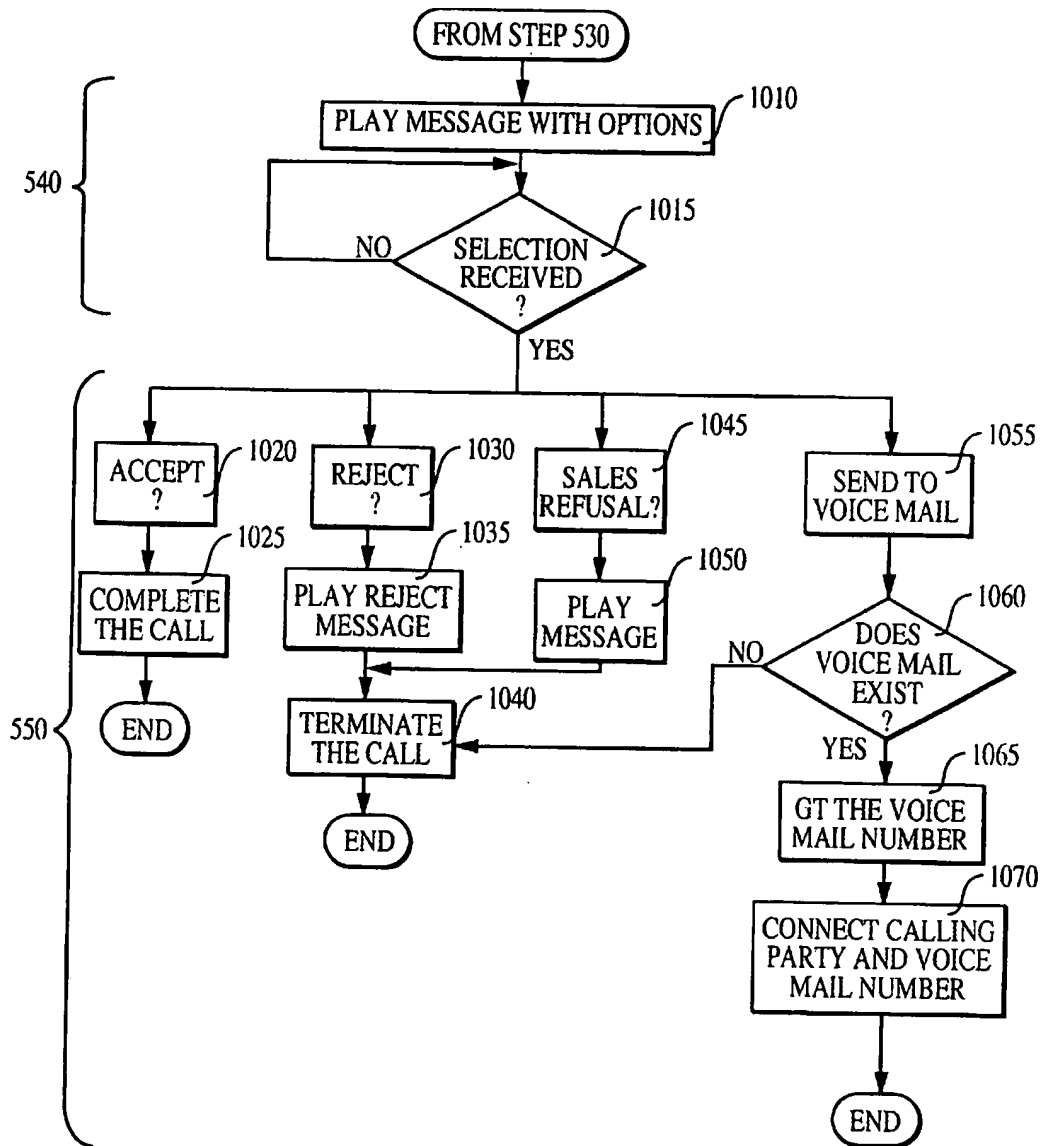 FROM STEP 530
1010
PLAY MESSAGE WITH OPTIONS
540
1015
NO
SELECTION
RECEIVED
?
YES
1020
ACCEPT
?
1030
REJECT
?
1045
SALES
REFUSAL?
1055
SEND TO
VOICE MAIL
1025
COMPLETE
THE CALL
1035
PLAY REJECT
MESSAGE
1050
PLAY
MESSAGE
1060
DOES
VOICE MAIL
EXIST
?
NO
YES
550
END
1040
TERMINATE
THE CALL
END
1065
GT THE VOICE
MAIL NUMBER
1070
CONNECT CALLING
PARTY AND VOICE
MAIL NUMBER
END